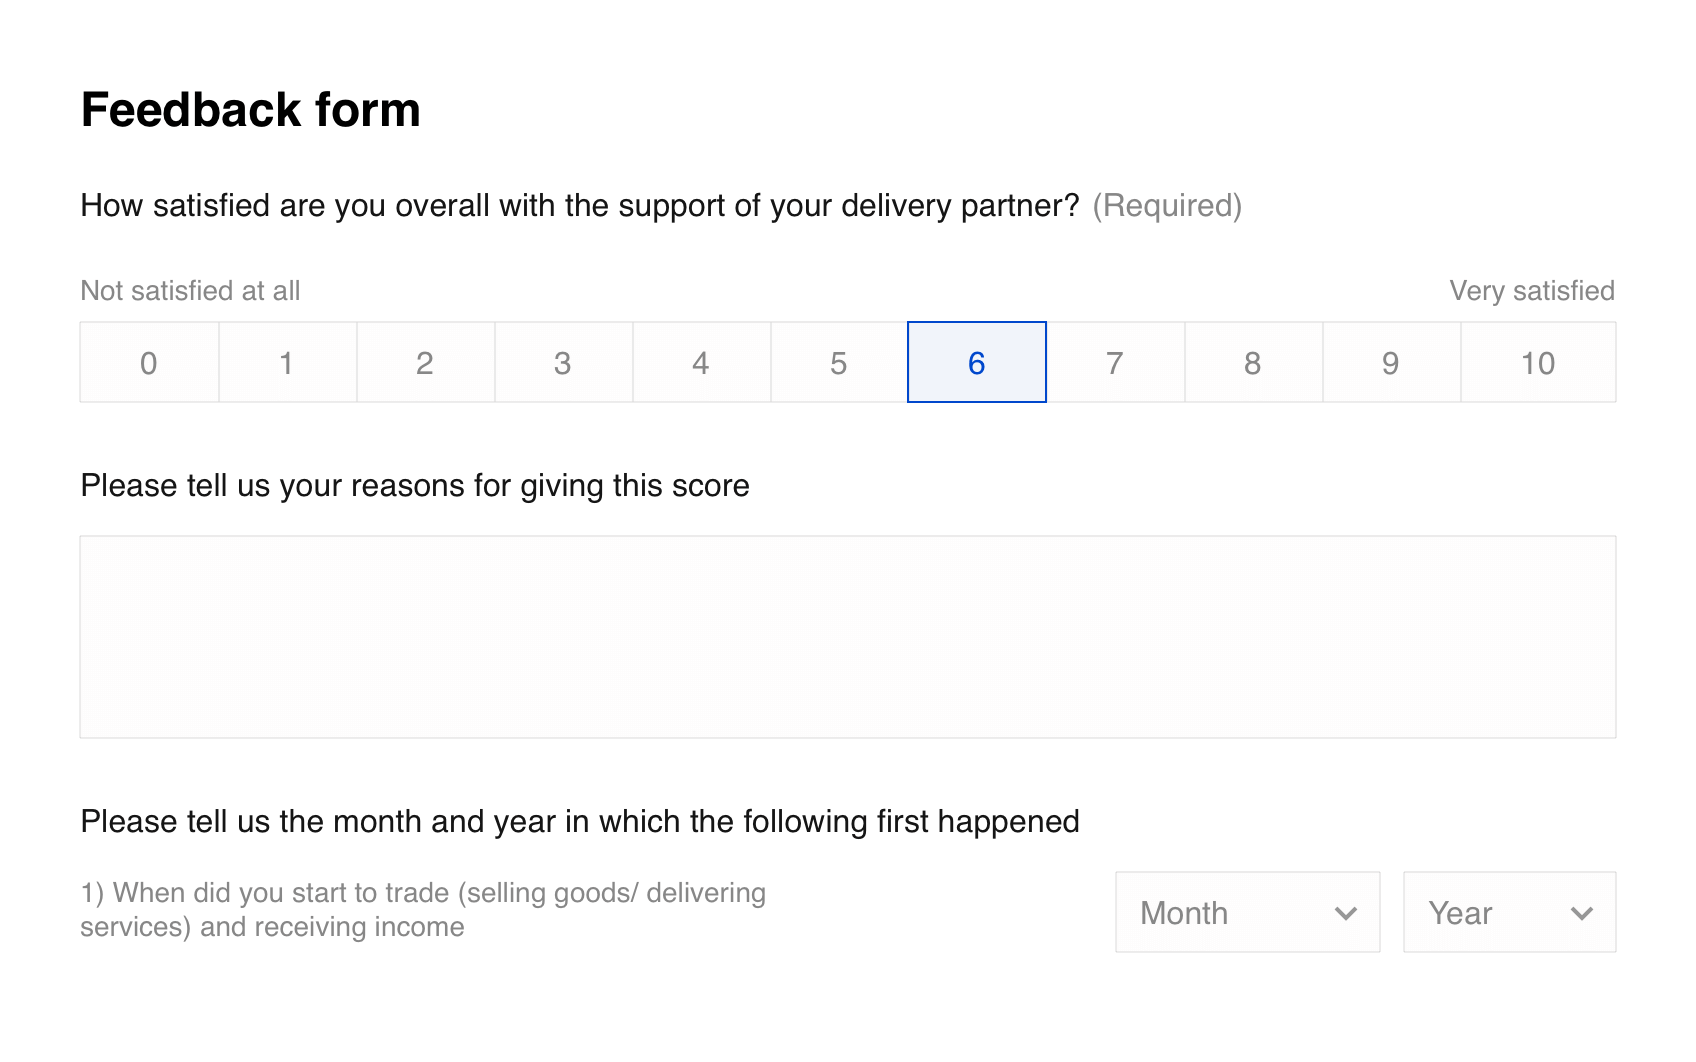 Feedback form
How satisfied are you overall with the support of your delivery partner? (Required)
Not satisfied at all Very satisfied
0 1 2 3 4 5 6 7 8 9 10
Please tell us your reasons for giving this score
Please tell us the month and year in which the following first happened
1) When did you start to trade (selling goods/ delivering
services) and receiving income
Month Year